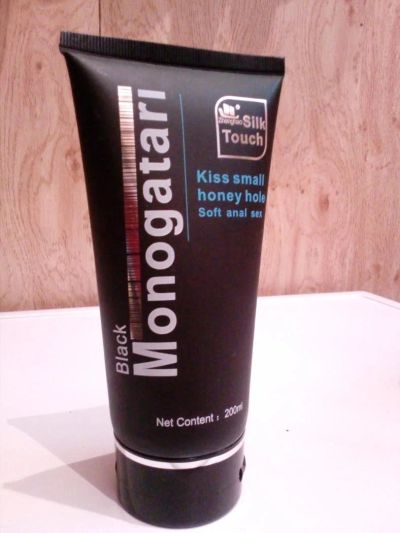 Black
Monogatari
Silk
Touch
Kiss small
honey hole
Soft anal sex
Net Content : 200ml